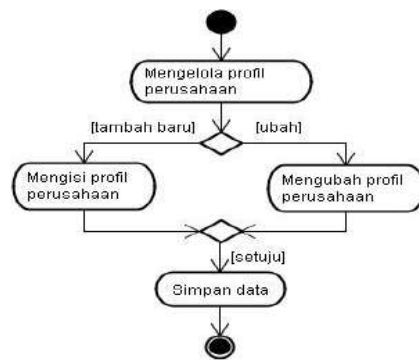 Mengelola profil
perusahaan
[tambah baru]
[ubah]
Mengisi profil
perusahaan
Mengubah profil
perusahaan
[setuju]
Simpan data